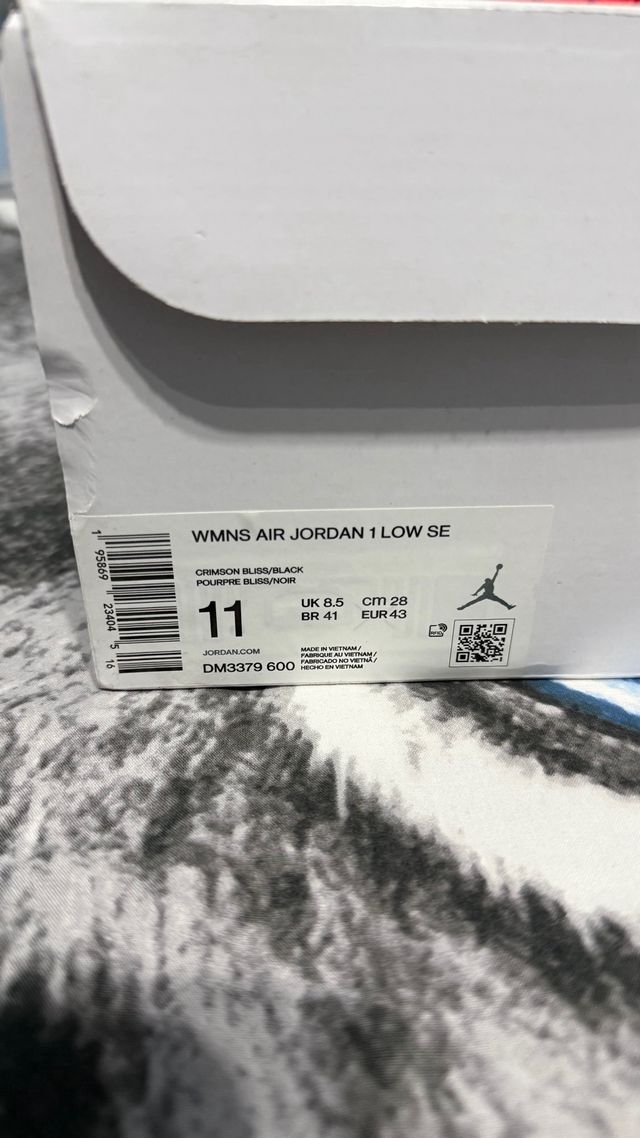 WMNS AIR JORDAN 1 LOW SE
CRIMSON BLISS/BLACK
POURPRE BLISS/NOIR
11
UK 8.5 cm 28
BR 41 EUR 43
JORDAN.COM
DM3379 600
MADE IN VIETNAM /
FABRIQUE AU VIETNAM /
FABRICADO NO VIETNÃ /
HECHO EN VIETNAM
RFID
1 95869 23404 5 16